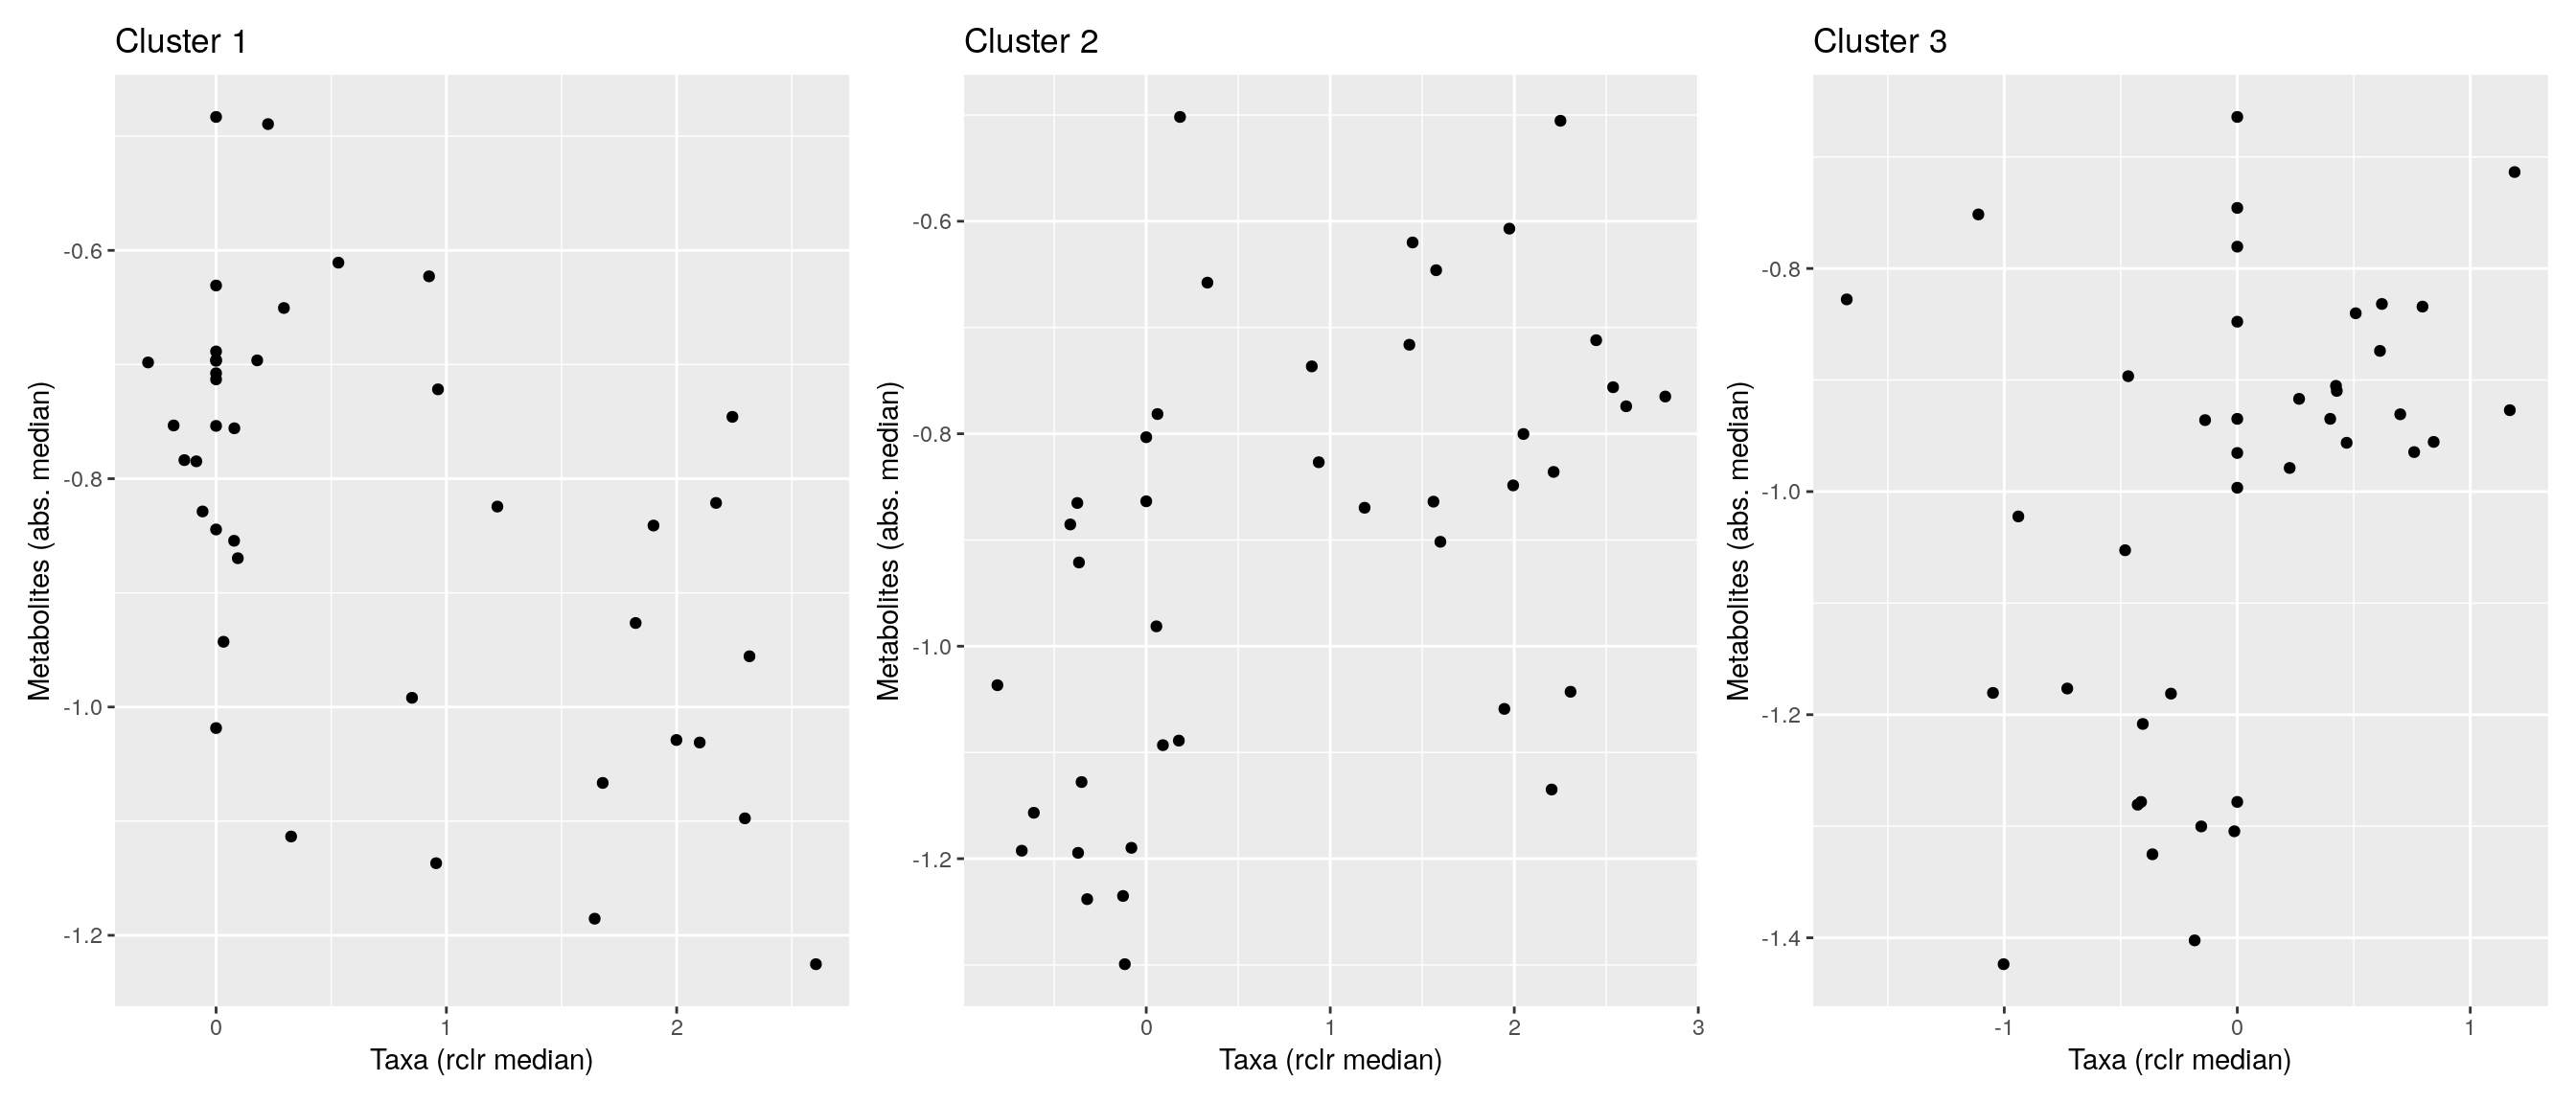 Cluster 1
Metabolites (abs. median)
-0.6
-0.8
-1.0
-1.2
0 1 2
Taxa (rclr median)
Cluster 2
Metabolites (abs. median)
-0.6
-0.8
-1.0
-1.2
0 1 2 3
Taxa (rclr median)
Cluster 3
Metabolites (abs. median)
-0.8
-1.0
-1.2
-1.4
-1 0 1
Taxa (rclr median)